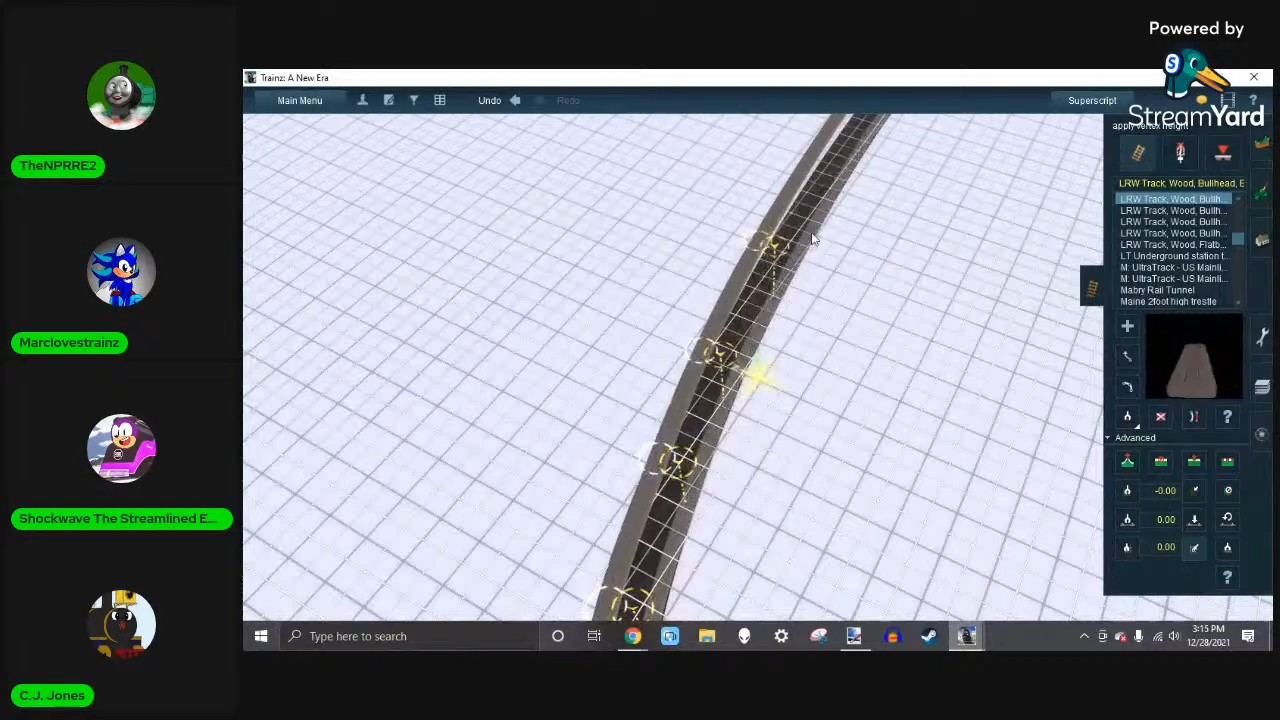 Powered by
StreamYard
TheNPRRE2
Marclovestrainz
Shockwave The Streamlined E...
C.J. Jones
Trainz: A New Era
Main Menu
Undo
Redo
Superscript
?
apply vertex height
LRW Track, Wood, Bullhead, E
LRW Track, Wood, Bullh...
LRW Track, Wood, Bullh...
LRW Track, Wood, Bullh...
LRW Track, Wood, Bullh...
LRW Track, Wood, Flatb...
LT Underground station t...
M: UltraTrack - US Mainli...
M: UltraTrack - US Mainli...
Mabry Rail Tunnel
Maine 2foot high trestle
?
Advanced
-0.00
0.00
0.00
?
Type here to search
3:15 PM
12/28/2021